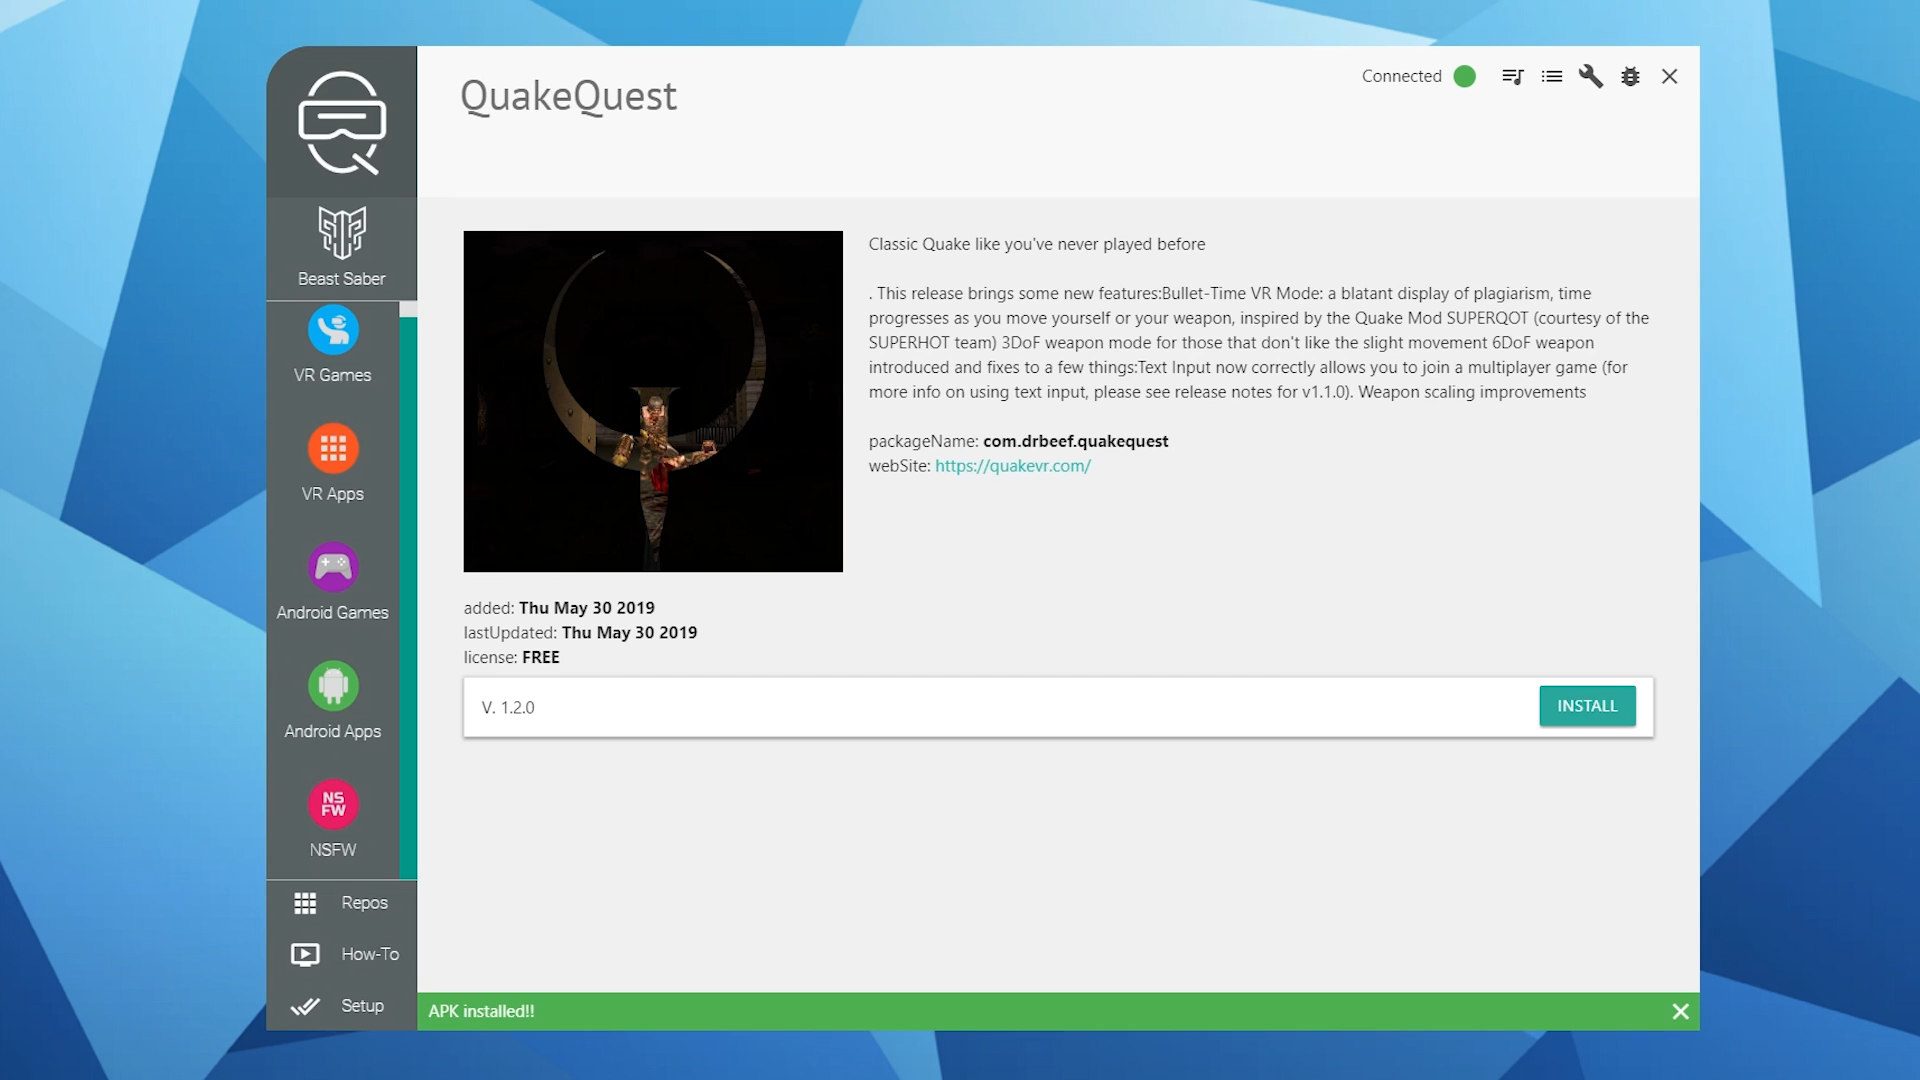 QuakeQuest
Connected
Beast Saber
VR Games
VR Apps
Android Games
Android Apps
NS
FW
NSFW
Repos
How-To
Setup
Classic Quake like you've never played before
. This release brings some new features:Bullet-Time VR Mode: a blatant display of plagiarism, time
progresses as you move yourself or your weapon, inspired by the Quake Mod SUPERQOT (courtesy of the
SUPERHOT team) 3DoF weapon mode for those that don't like the slight movement 6DoF weapon
introduced and fixes to a few things:Text Input now correctly allows you to join a multiplayer game (for
more info on using text input, please see release notes for v1.1.0). Weapon scaling improvements
packageName: com.drbeef.quakequest
webSite: https://quakevr.com/
added: Thu May 30 2019
lastUpdated: Thu May 30 2019
license: FREE
V. 1.2.0
INSTALL
APK installed!!